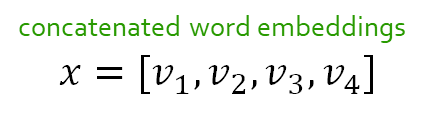 concatenated word embeddings
x = [v₁, v₂, v₃, v₄]